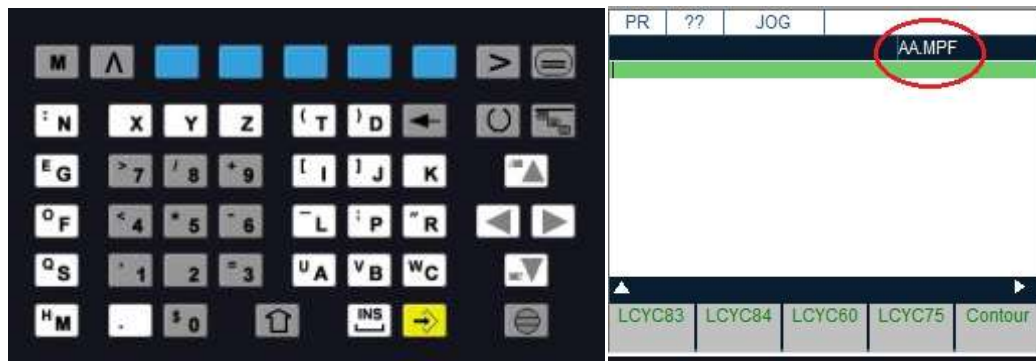 M Λ >
: N X Y Z ( T ) D
E G > 7 / 8 + 9 [ I ] J K
O F < 4 * 5 - 6 L ; P " R
Q S 1 2 = 3 U A V B W C
H M . $ 0 INS
PR ?? JOG
AA.MPF
LCYC83 LCYC84 LCYC60 LCYC75 Contour